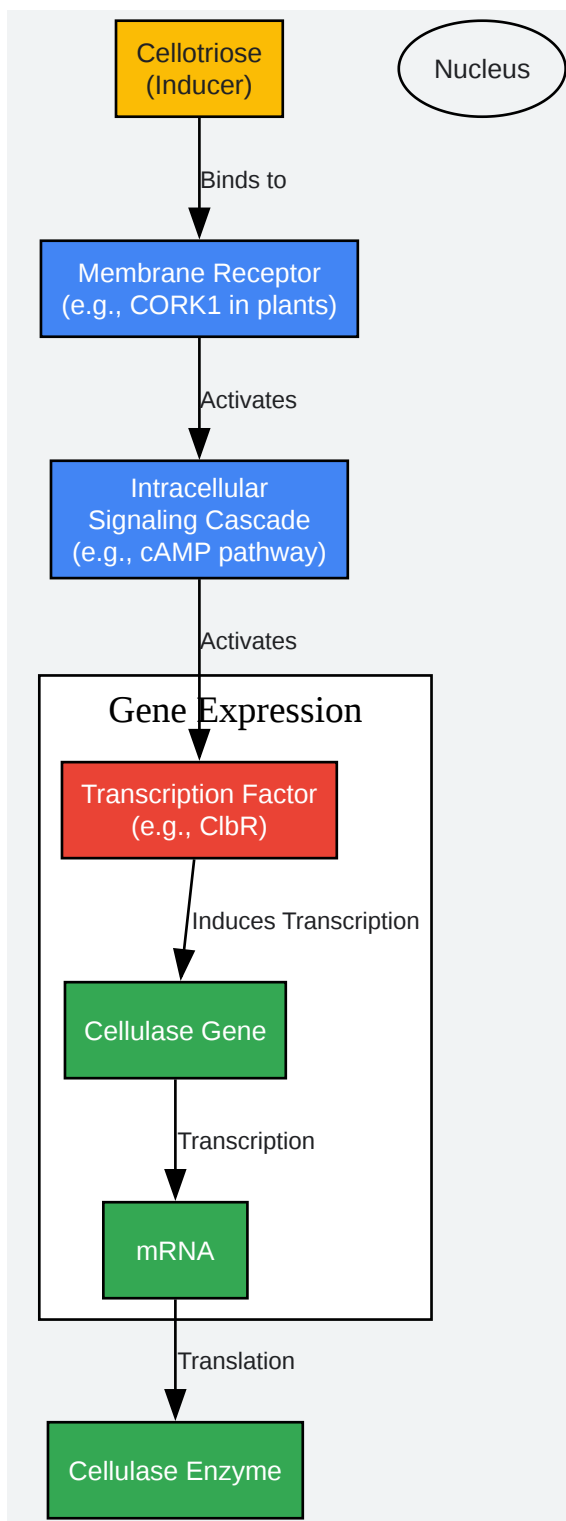 Cellotriose
(Inducer)
Nucleus
Binds to
Membrane Receptor
(e.g., CORK1 in plants)
Activates
Intracellular
Signaling Cascade
(e.g., cAMP pathway)
Activates
Gene Expression
Transcription Factor
(e.g., ClbR)
Induces Transcription
Cellulase Gene
Transcription
mRNA
Translation
Cellulase Enzyme